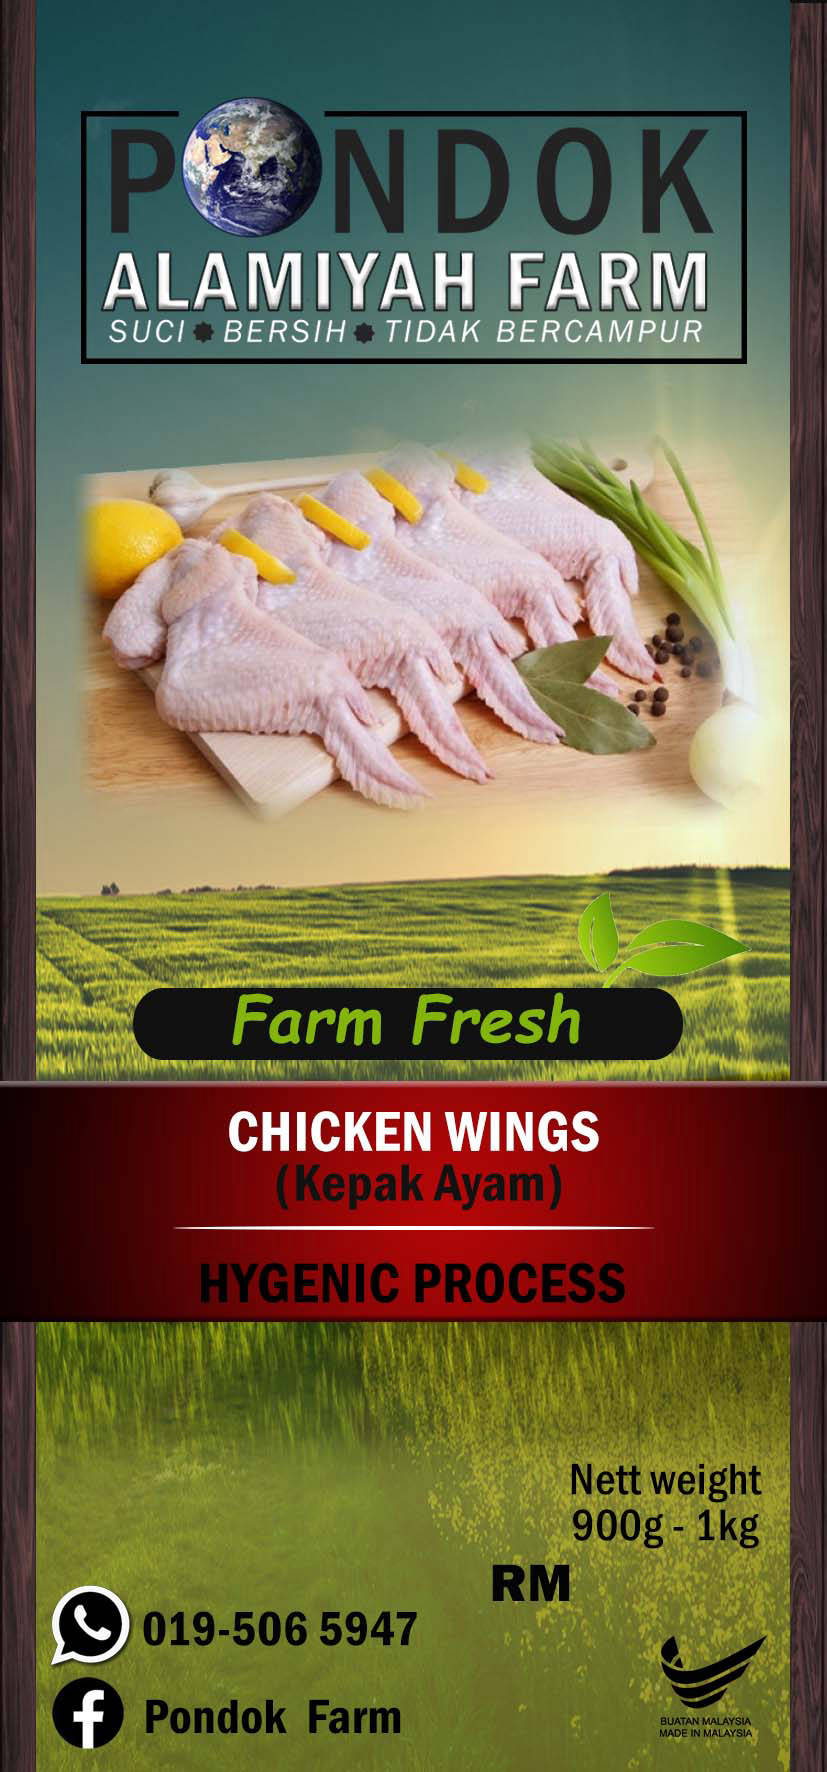 PONDOK
ALAMIYAH FARM
SUCI BERSIH TIDAK BERCAMPUR
Farm Fresh
CHICKEN WINGS
(Kepak Ayam)
HYGENIC PROCESS
Nett weight
900g - 1kg
RM
019-506 5947
Pondok Farm
BUATAN MALAYSIA
MADE IN MALAYSIA